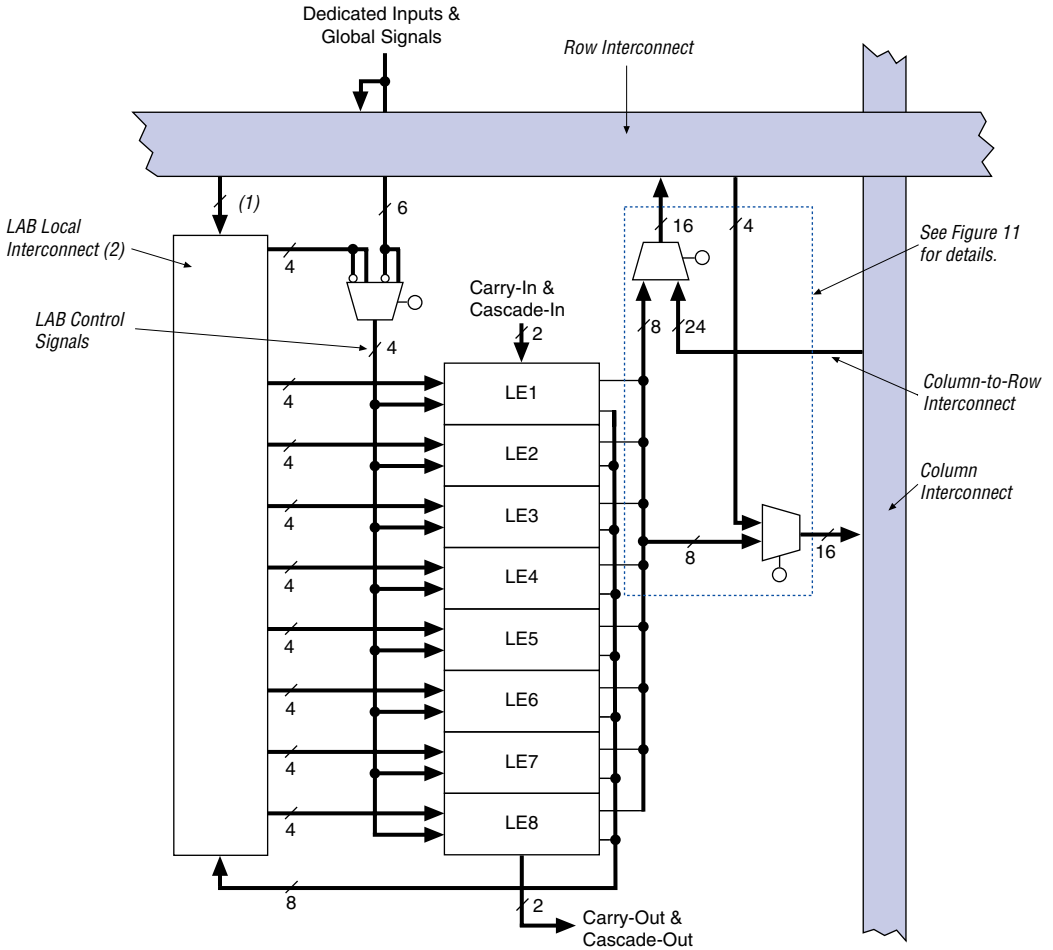 Dedicated Inputs &
Global Signals
Row Interconnect
(1)
6
16
4
LAB Local
Interconnect (2)
4
See Figure 11
for details.
Carry-In &
Cascade-In
2
8
24
LAB Control
Signals
4
Column-to-Row
Interconnect
4
LE1
4
LE2
Column
Interconnect
4
LE3
8
16
4
LE4
4
LE5
4
LE6
4
LE7
4
LE8
8
2
Carry-Out &
Cascade-Out